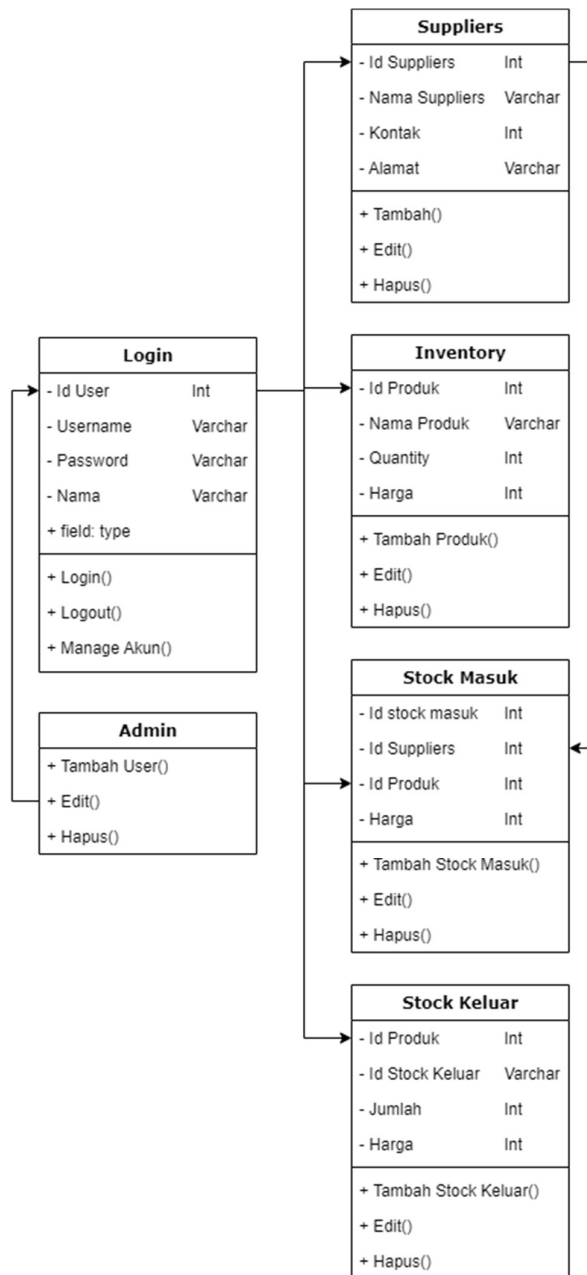 Suppliers
- Id Suppliers Int
- Nama Suppliers Varchar
- Kontak Int
- Alamat Varchar
+ Tambah()
+ Edit()
+ Hapus()
Login
- Id User Int
- Username Varchar
- Password Varchar
- Nama Varchar
+ field: type
+ Login()
+ Logout()
+ Manage Akun()
Admin
+ Tambah User()
+ Edit()
+ Hapus()
Inventory
- Id Produk Int
- Nama Produk Varchar
- Quantity Int
- Harga Int
+ Tambah Produk()
+ Edit()
+ Hapus()
Stock Masuk
- Id stock masuk Int
- Id Suppliers Int
- Id Produk Int
- Harga Int
+ Tambah Stock Masuk()
+ Edit()
+ Hapus()
Stock Keluar
- Id Produk Int
- Id Stock Keluar Varchar
- Jumlah Int
- Harga Int
+ Tambah Stock Keluar()
+ Edit()
+ Hapus()